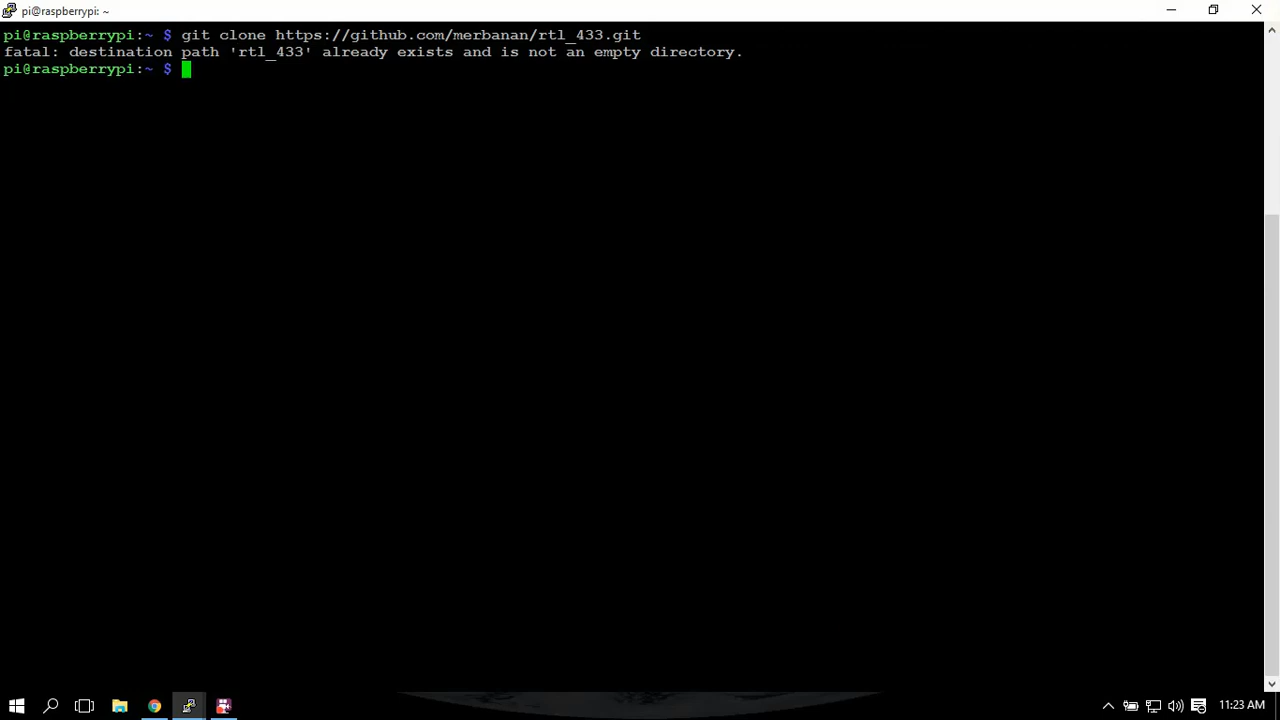 pi@raspberrypi: ~
pi@raspberrypi:~ $ git clone https://github.com/merbanan/rtl_433.git
fatal: destination path 'rtl_433' already exists and is not an empty directory.
pi@raspberrypi:~ $
11:23 AM